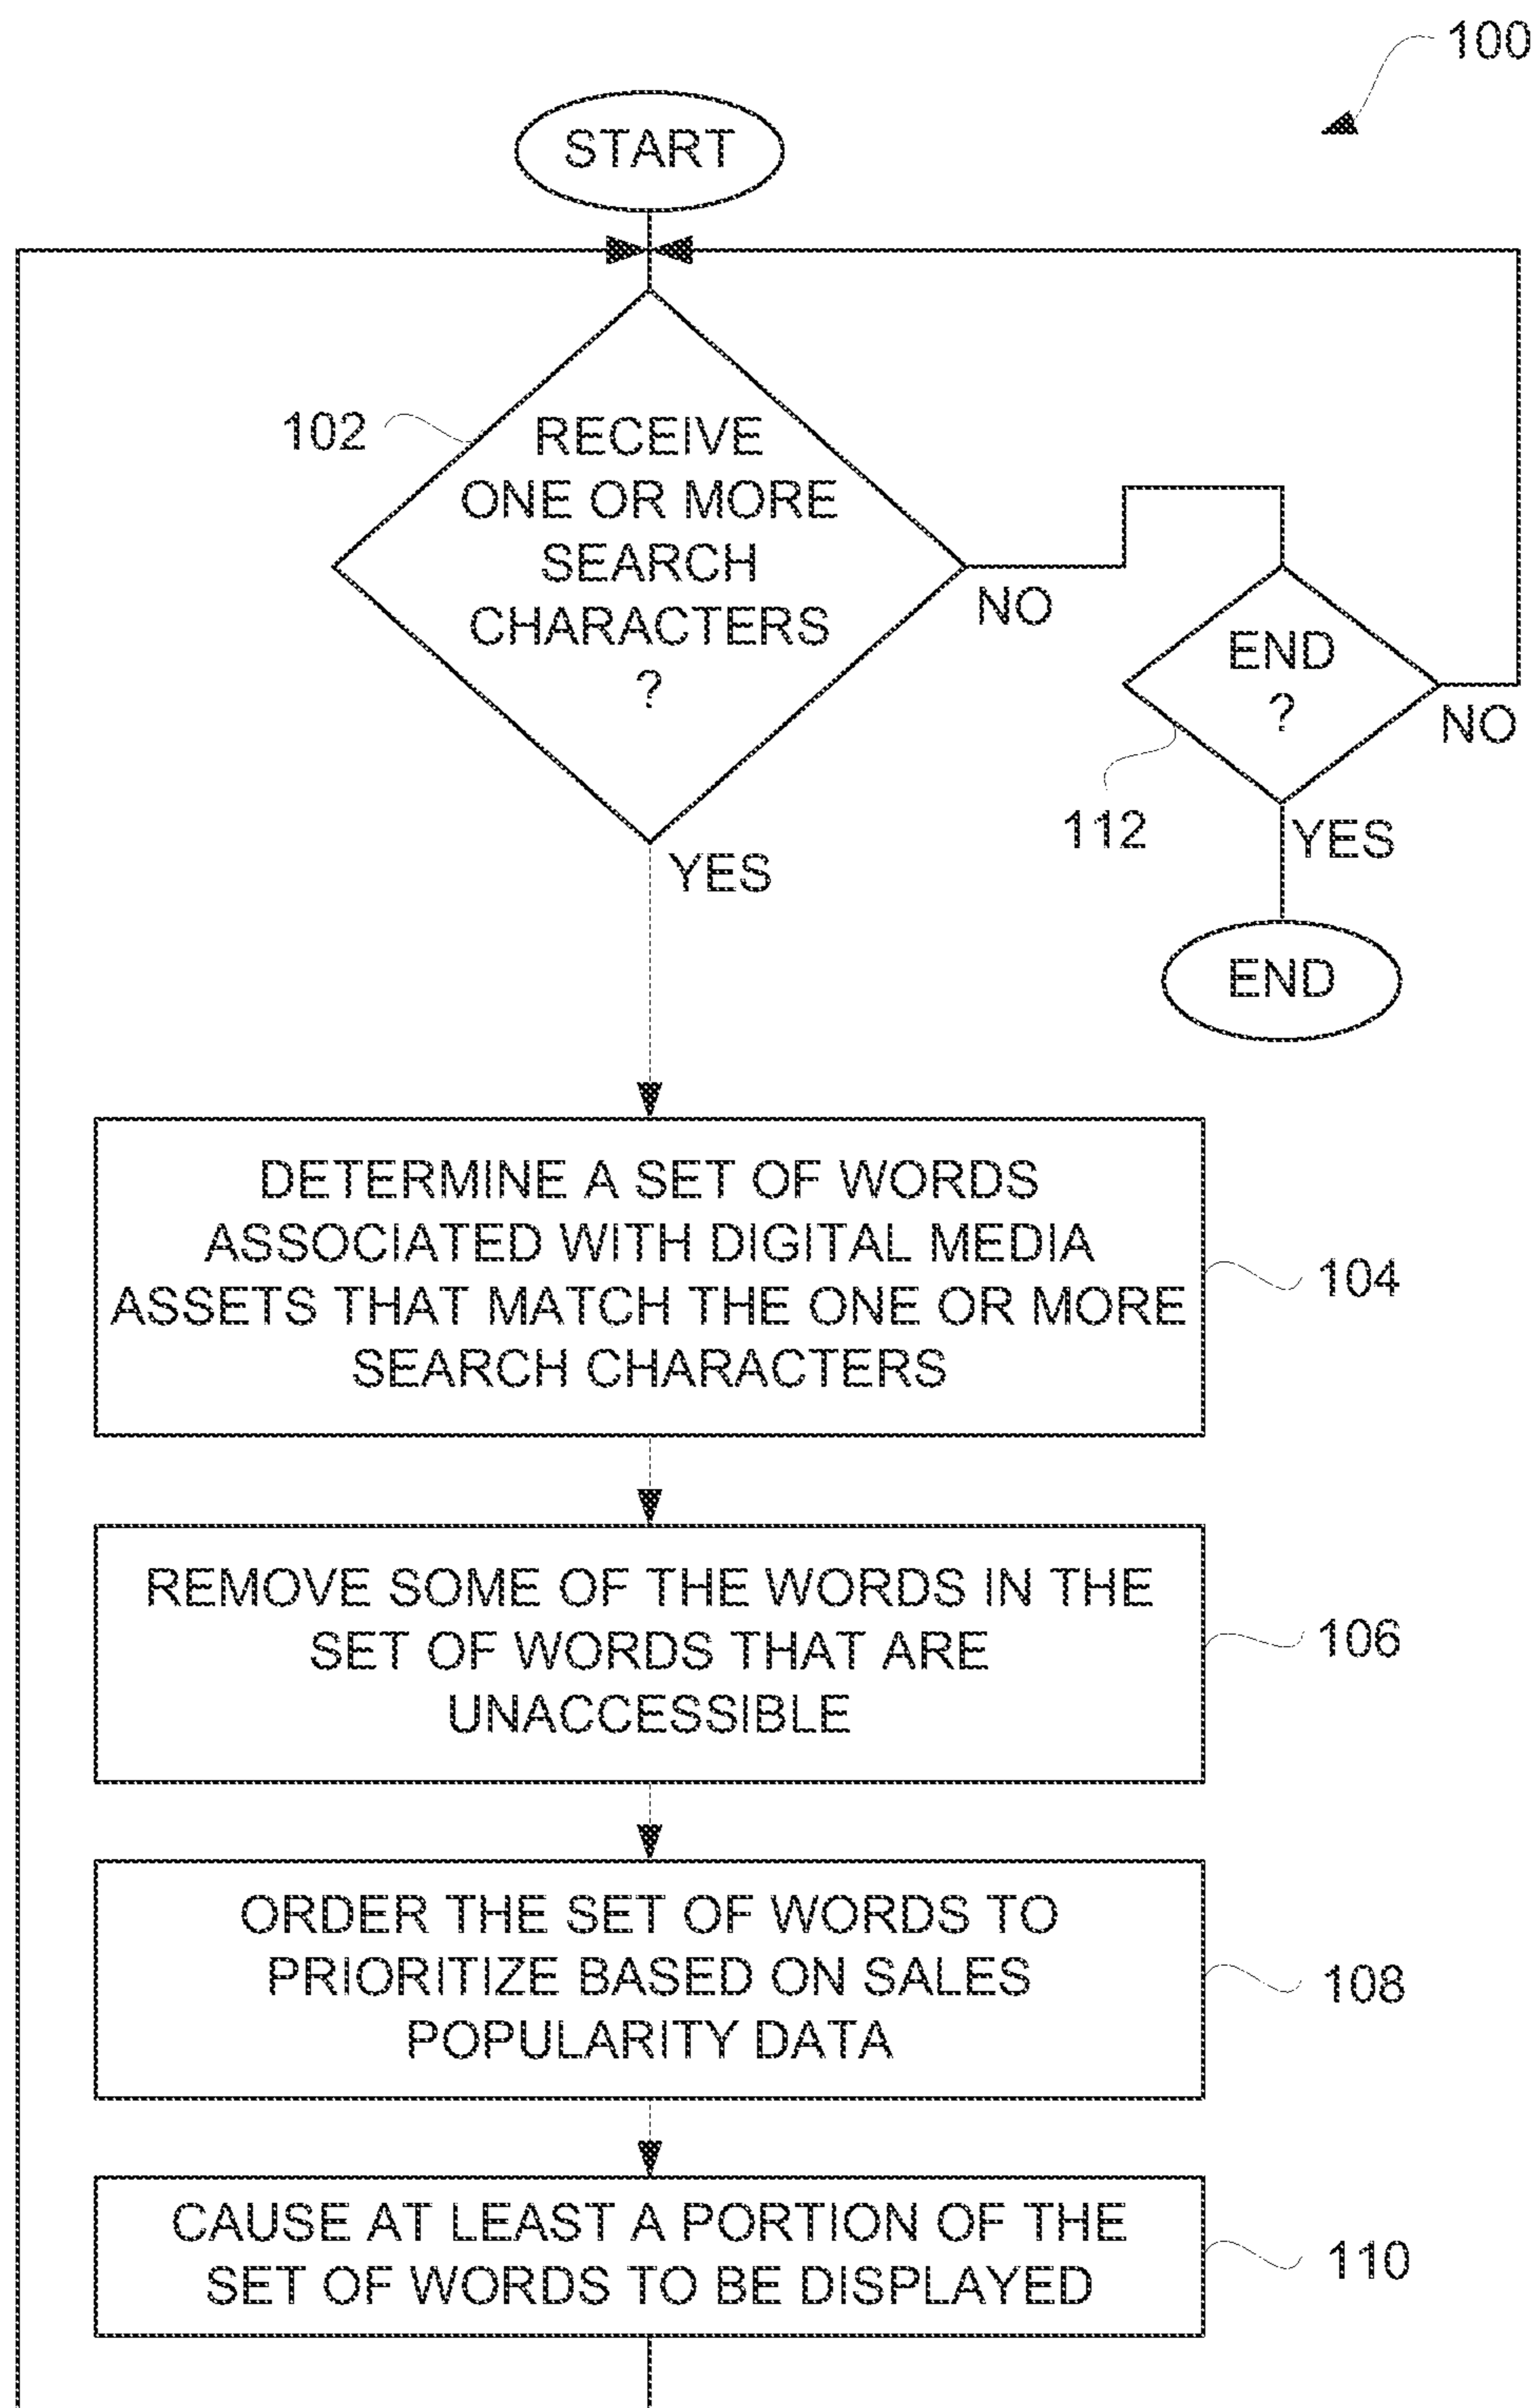 100
START
102
RECEIVE
ONE OR MORE
SEARCH
CHARACTERS
?
NO
END
?
NO
112
YES
YES
END
DETERMINE A SET OF WORDS
ASSOCIATED WITH DIGITAL MEDIA
ASSETS THAT MATCH THE ONE OR MORE
SEARCH CHARACTERS
104
REMOVE SOME OF THE WORDS IN THE
SET OF WORDS THAT ARE
UNACCESSIBLE
106
ORDER THE SET OF WORDS TO
PRIORITIZE BASED ON SALES
POPULARITY DATA
108
CAUSE AT LEAST A PORTION OF THE
SET OF WORDS TO BE DISPLAYED
110